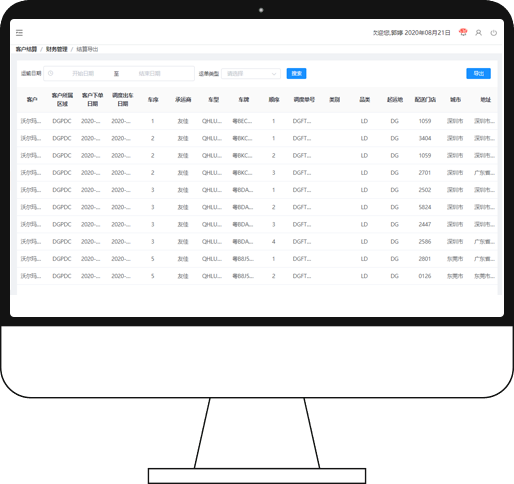 欢迎您,郭峰 2020年08月21日
客户结算 / 财务管理 / 结算导出
运输日期 开始日期 至 结束日期 运单类型 请选择 搜索 导出
客户 客户所属区域 客户下单日期 调度出车日期 车序 承运商 车型 车牌 顺序 调度单号 类别 品类 起运地 配送门店 城市 地址
沃尔玛... DGPDC 2020-... 2020-... 1 友佳 QHLU... 粤BEC... 1 DGFT... LD DG 1059 深圳市 深圳市...
沃尔玛... DGPDC 2020-... 2020-... 2 友佳 QHLU... 粤BKC... 1 DGFT... LD DG 3404 深圳市 深圳市...
沃尔玛... DGPDC 2020-... 2020-... 2 友佳 QHLU... 粤BKC... 2 DGFT... LD DG 1059 深圳市 深圳市...
沃尔玛... DGPDC 2020-... 2020-... 2 友佳 QHLU... 粤BKC... 3 DGFT... LD DG 2701 深圳市 广东省...
沃尔玛... DGPDC 2020-... 2020-... 3 友佳 QHLU... 粤BDA... 1 DGFT... LD DG 2502 深圳市 深圳市...
沃尔玛... DGPDC 2020-... 2020-... 3 友佳 QHLU... 粤BDA... 2 DGFT... LD DG 5824 深圳市 深圳市...
沃尔玛... DGPDC 2020-... 2020-... 3 友佳 QHLU... 粤BDA... 3 DGFT... LD DG 2447 深圳市 深圳市...
沃尔玛... DGPDC 2020-... 2020-... 3 友佳 QHLU... 粤BDA... 4 DGFT... LD DG 2586 深圳市 广东省...
沃尔玛... DGPDC 2020-... 2020-... 5 友佳 QHLU... 粤BBJ5... 1 DGFT... LD DG 2801 东莞市 广东省...
沃尔玛... DGPDC 2020-... 2020-... 5 友佳 QHLU... 粤BBJ5... 2 DGFT... LD DG 0126 东莞市 东莞市...